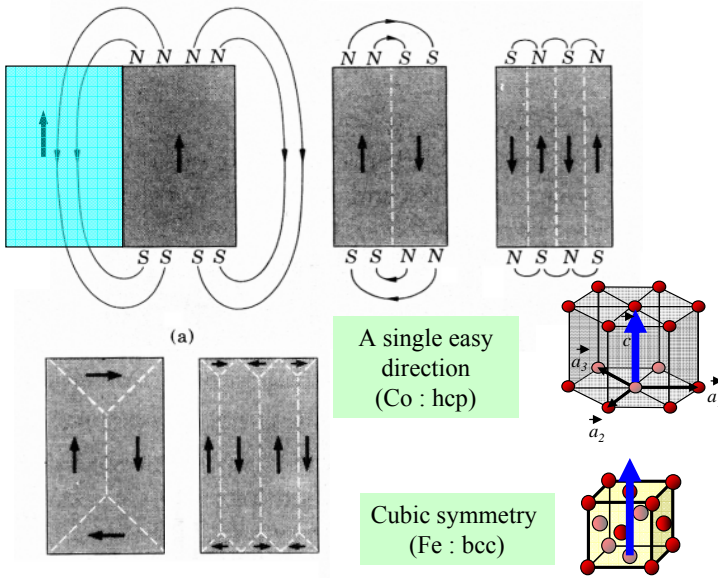 N N N N
N N S S
S N S N
S S S S
S S N N
N S N S
(a)
A single easy
direction
(Co : hcp)
c
a₃
a
a₂
Cubic symmetry
(Fe : bcc)